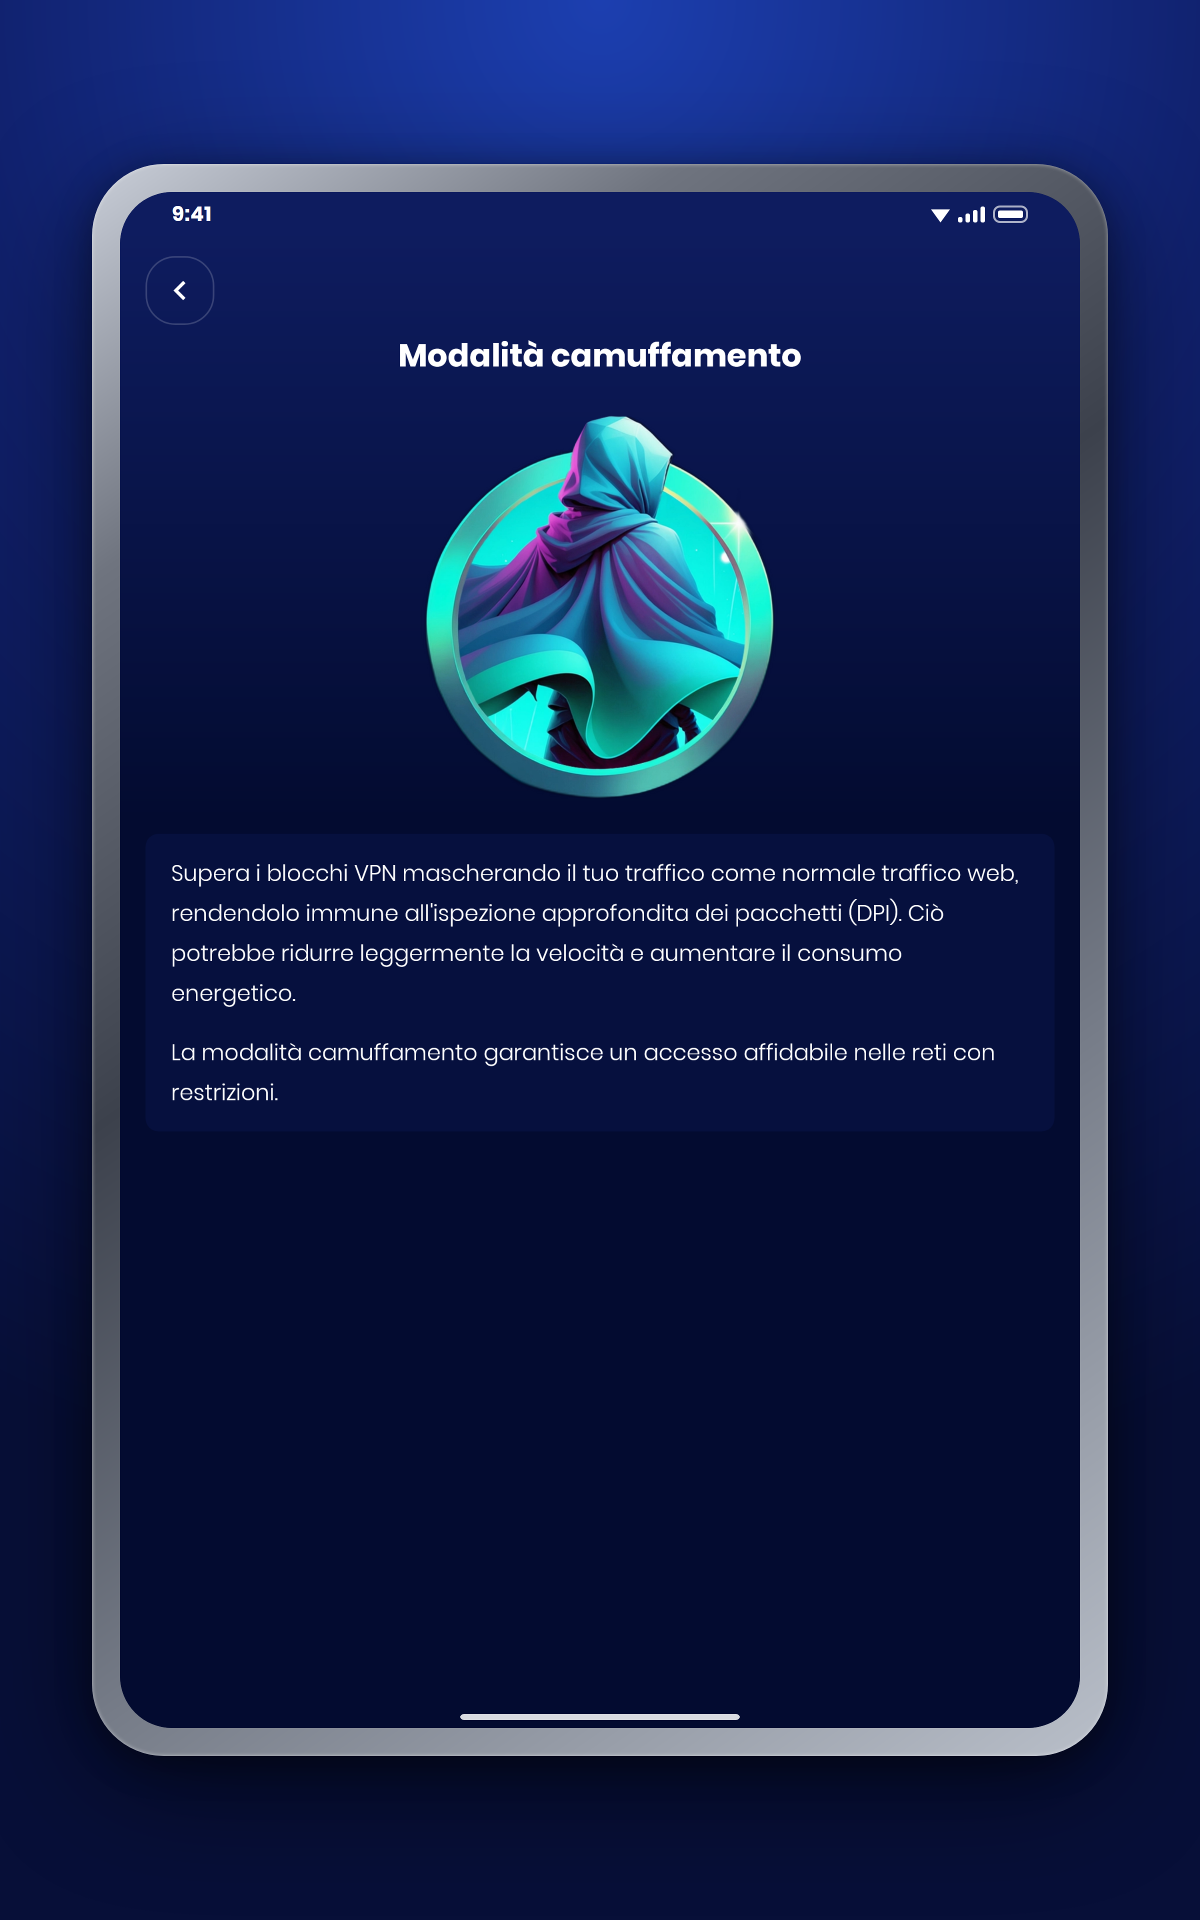 9:41
Modalità camuffamento
Supera i blocchi VPN mascherando il tuo traffico come normale traffico web,
rendendolo immune all'ispezione approfondita dei pacchetti (DPI). Ciò
potrebbe ridurre leggermente la velocità e aumentare il consumo
energetico.
La modalità camuffamento garantisce un accesso affidabile nelle reti con
restrizioni.